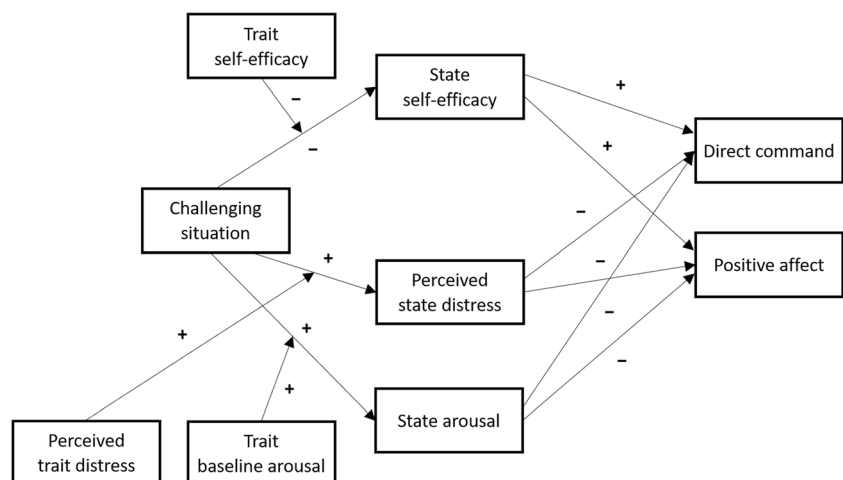 Trait
self-efficacy
State
self-efficacy
+
−
−
+
Direct command
Challenging
situation
−
+
−
Positive affect
Perceived
state distress
+
+
−
−
+
State arousal
Perceived
trait distress
Trait
baseline arousal